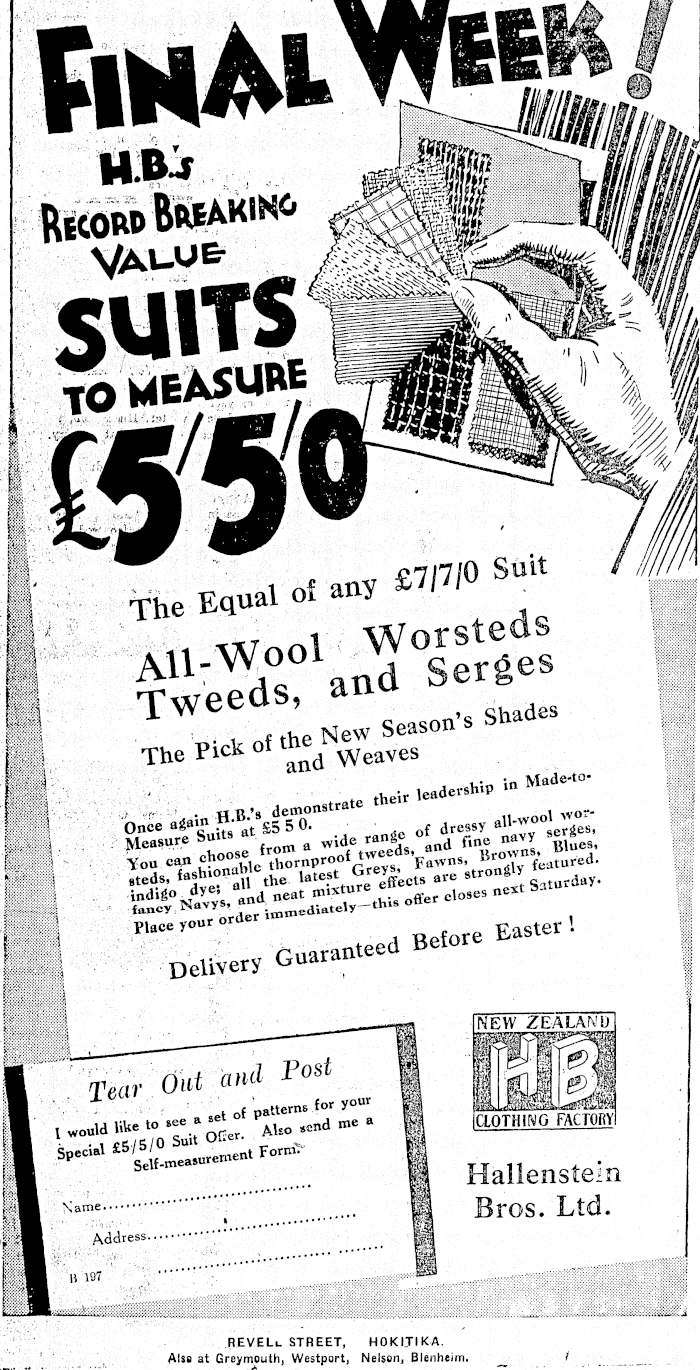 FINAL WEEK!
H.B.'s
RECORD BREAKING
VALUE
SUITS
TO MEASURE
£5/5/0
The Equal of any £7/7/0 Suit
All-Wool Worsteds
Tweeds, and Serges
The Pick of the New Season's Shades
and Weaves
Once again H.B.'s demonstrate their leadership in Made-to-
Measure Suits at £5 5 0.
You can choose from a wide range of dressy all-wool wor-
steds, fashionable thornproof tweeds, and fine navy serges,
indigo dye; all the latest Greys, Fawns, Browns, Blues,
fancy Navys, and neat mixture effects are strongly featured.
Place your order immediately—this offer closes next Saturday.
Delivery Guaranteed Before Easter!
Tear Out and Post
I would like to see a set of patterns for your
Special £5/5/0 Suit Offer. Also send me a
Self-measurement Form.
Name
Address
B 197
NEW ZEALAND
HB
CLOTHING FACTORY
Hallenstein
Bros. Ltd.
REVELL STREET, HOKITIKA.
Also at Greymouth, Westport, Nelson, Blenheim.